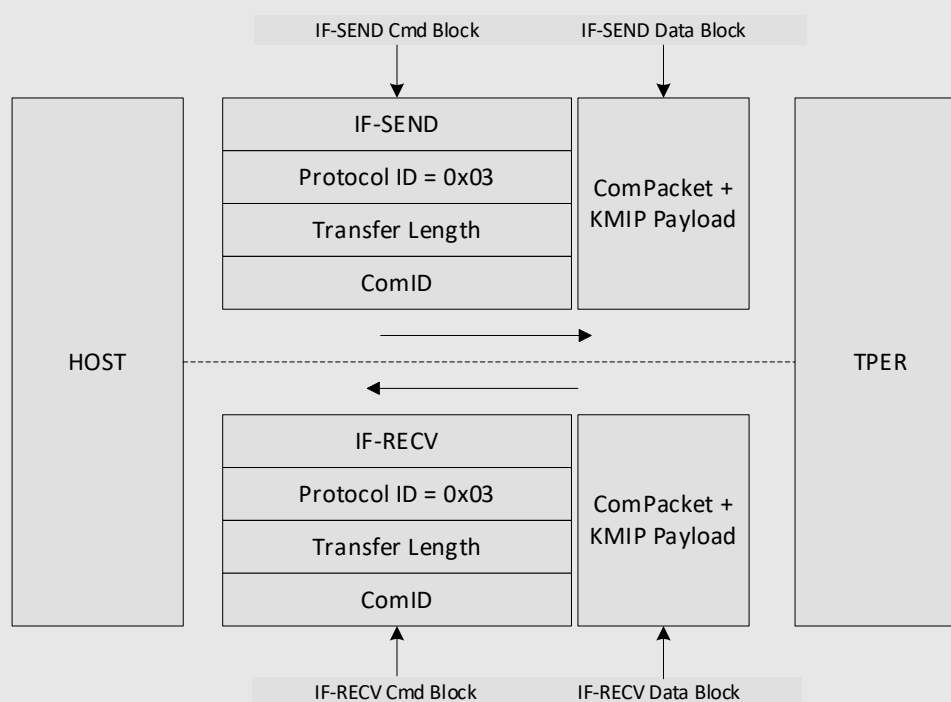 IF-SEND Cmd Block
IF-SEND Data Block
HOST
IF-SEND
Protocol ID = 0x03
Transfer Length
ComID
ComPacket +
KMIP Payload
TPER
IF-RECV
Protocol ID = 0x03
Transfer Length
ComID
ComPacket +
KMIP Payload
IF-RECV Cmd Block
IF-RECV Data Block